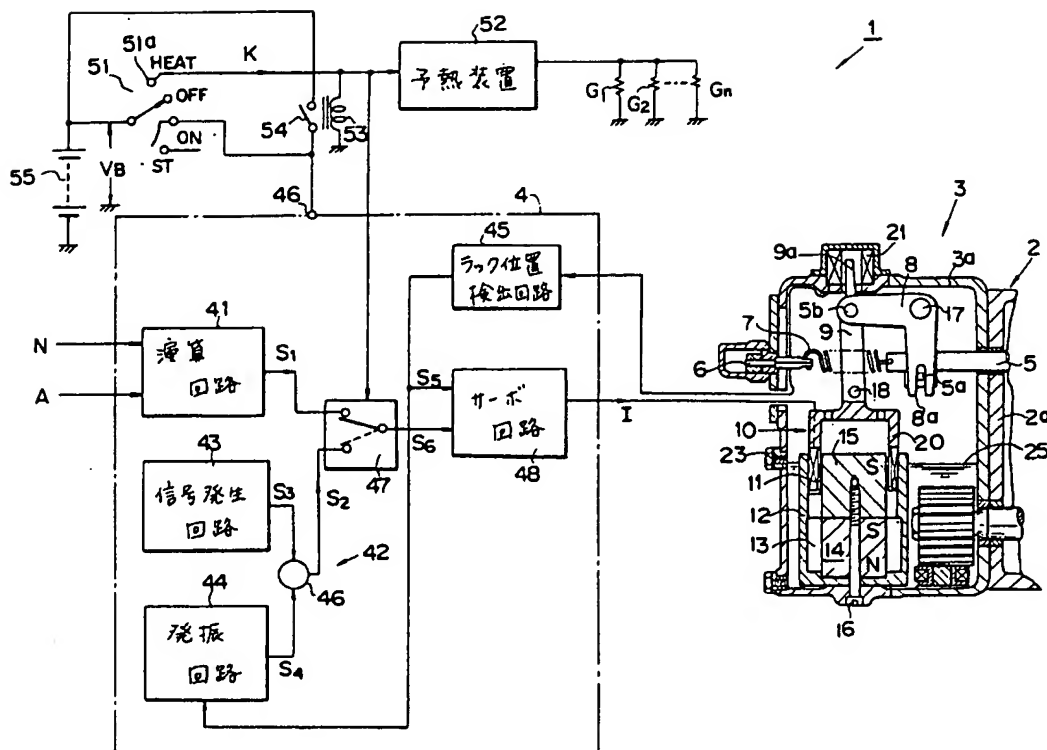 1
51a
HEAT
51
OFF
ON
ST
VB
55
K
52
予熱装置
54
53
G1
G2
Gn
46
4
45
ラック位置
検出回路
41
演算
回路
N
A
S1
43
信号発生
回路
S3
S2
42
46
44
発振
回路
S4
47
S5
S6
サーボ
回路
48
I
3
9a
21
8
3a
2
5b
17
7
9
6
5
5a
18
8a
2a
10
15
20
23
S
25
11
12
S
13
14
N
16